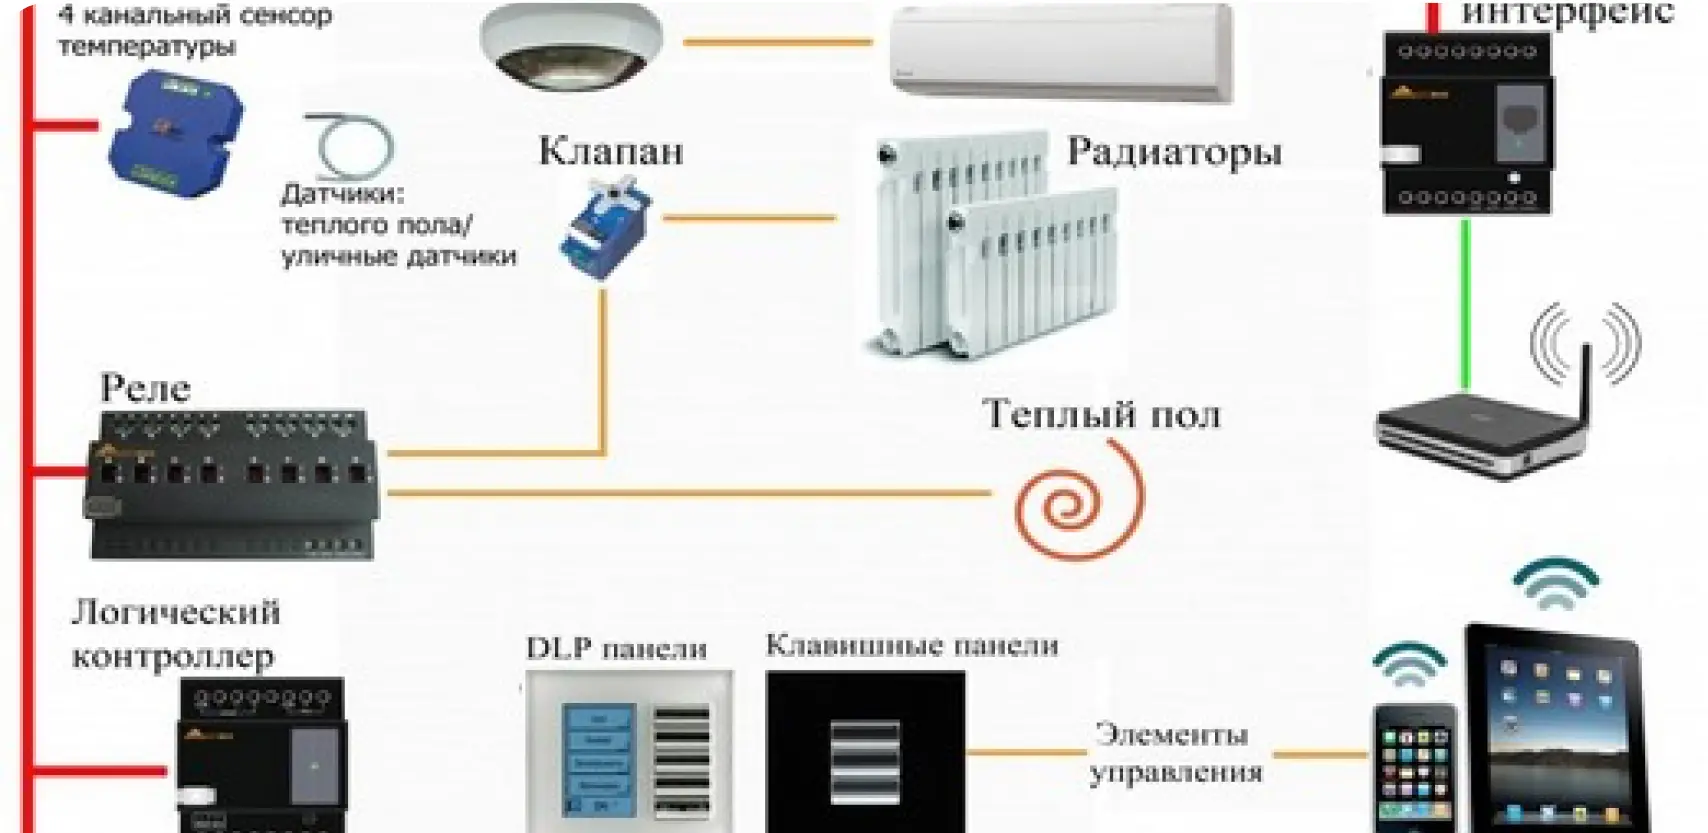 4 канальный сенсор
температуры
интерфейс
Клапан
Радиаторы
Датчики:
теплого пола/
уличные датчики
Реле
Теплый пол
Логический
контроллер
DLP панели
Клавишные панели
Элементы
управления